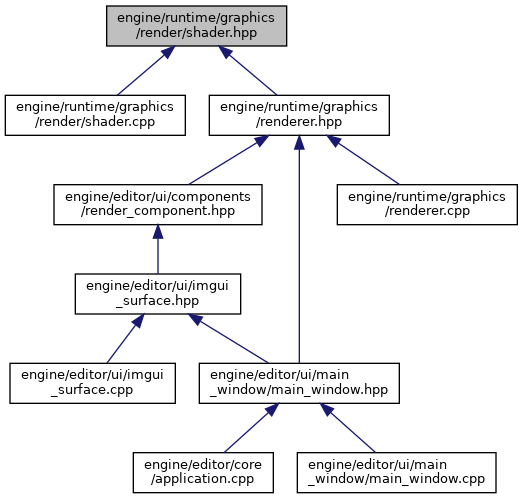 engine/runtime/graphics
/render/shader.hpp
engine/runtime/graphics
/render/shader.cpp
engine/runtime/graphics
/renderer.hpp
engine/editor/ui/components
/render_component.hpp
engine/runtime/graphics
/renderer.cpp
engine/editor/ui/imgui
_surface.hpp
engine/editor/ui/imgui
_surface.cpp
engine/editor/ui/main
_window/main_window.hpp
engine/editor/core
/application.cpp
engine/editor/ui/main
_window/main_window.cpp